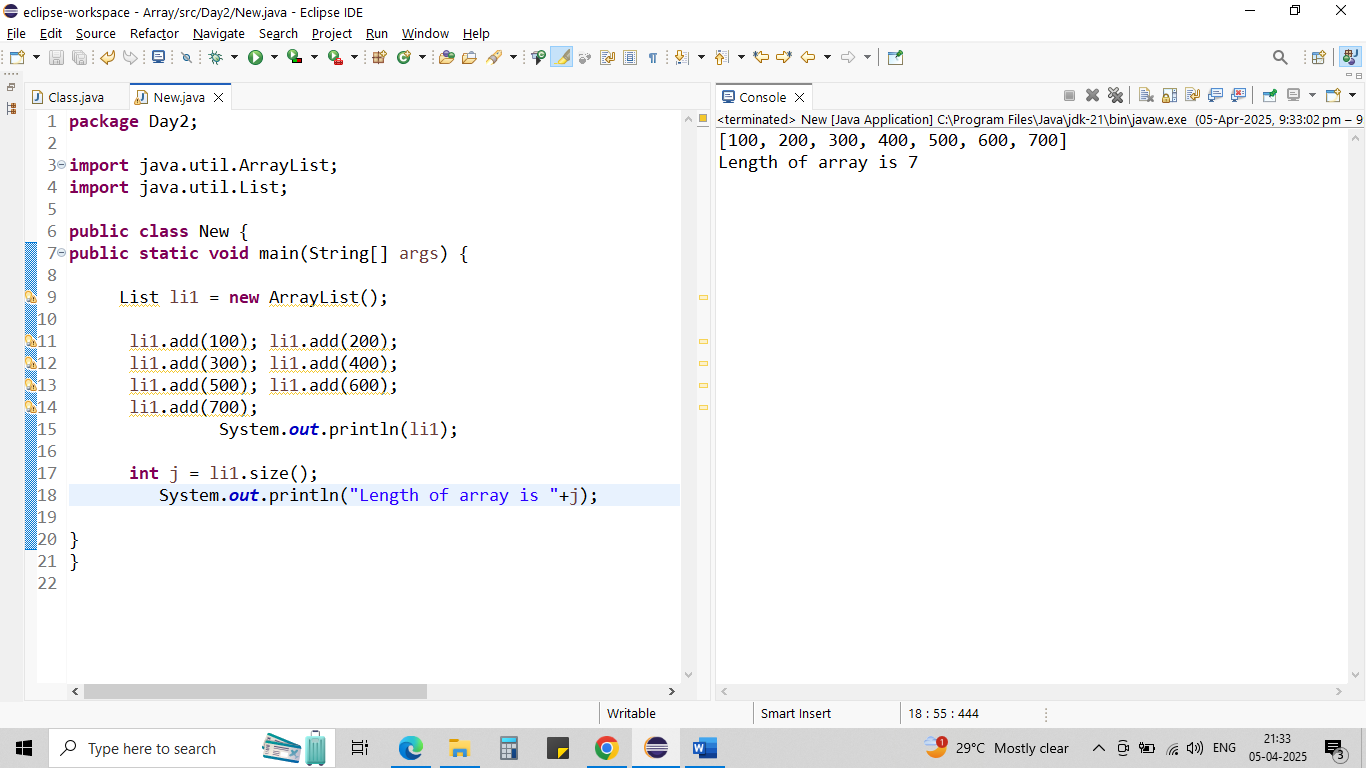 eclipse-workspace - Array/src/Day2/New.java - Eclipse IDE
File Edit Source Refactor Navigate Search Project Run Window Help
Class.java New.java
Console
<terminated> New [Java Application] C:\Program Files\Java\jdk-21\bin\javaw.exe (05-Apr-2025, 9:33:02 pm – 9
[100, 200, 300, 400, 500, 600, 700]
Length of array is 7
1 package Day2;
2
3 import java.util.ArrayList;
4 import java.util.List;
5
6 public class New {
7 public static void main(String[] args) {
8
9 List li1 = new ArrayList();
10
11 li1.add(100); li1.add(200);
12 li1.add(300); li1.add(400);
13 li1.add(500); li1.add(600);
14 li1.add(700);
15 System.out.println(li1);
16
17 int j = li1.size();
18 System.out.println("Length of array is "+j);
19
20 }
21 }
22
Writable Smart Insert 18 : 55 : 444
Type here to search
1 29°C Mostly clear ENG 21:33
05-04-2025 3